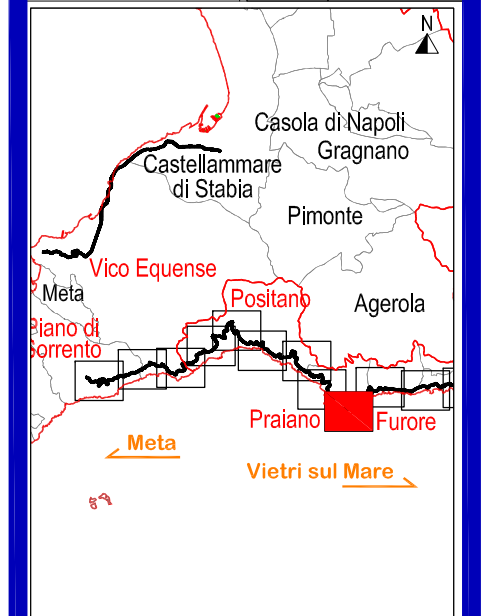 N
Casola di Napoli
Gragnano
Castellammare
di Stabia
Pimonte
Vico Equense
Meta
Positano
Agerola
Piano di
Sorrento
Praiano
Furore
Meta
Vietri sul Mare